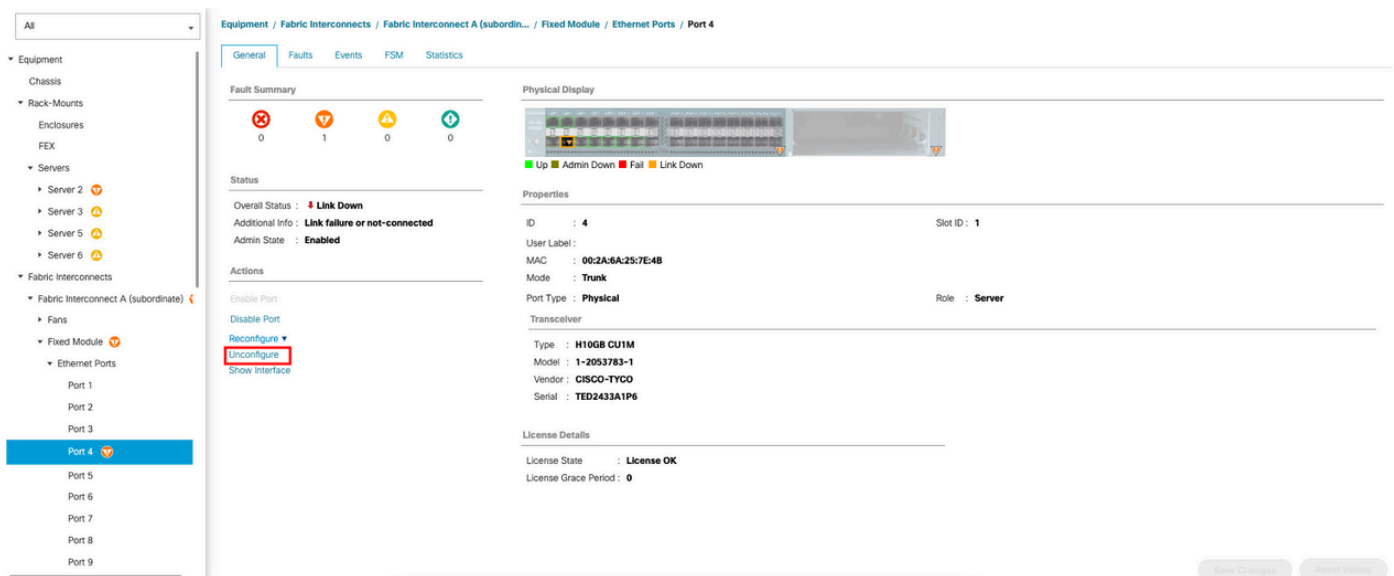 All
Equipment
Chassis
Rack-Mounts
Enclosures
FEX
Servers
Server 2
Server 3
Server 5
Server 6
Fabric Interconnects
Fabric Interconnect A (subordinate)
Fans
Fixed Module
Ethernet Ports
Port 1
Port 2
Port 3
Port 4
Port 5
Port 6
Port 7
Port 8
Port 9
Equipment / Fabric Interconnects / Fabric Interconnect A (subordin... / Fixed Module / Ethernet Ports / Port 4
General Faults Events FSM Statistics
Fault Summary
0 1 0 0
Status
Overall Status : Link Down
Additional Info : Link failure or not-connected
Admin State : Enabled
Actions
Enable Port
Disable Port
Reconfigure
Unconfigure
Show Interface
Physical Display
Up Admin Down Fail Link Down
Properties
ID : 4 Slot ID : 1
User Label :
MAC : 00:2A:6A:25:7E:4B
Mode : Trunk
Port Type : Physical Role : Server
Transceiver
Type : H10GB CU1M
Model : 1-2053783-1
Vendor : CISCO-TYCO
Serial : TED2433A1P6
License Details
License State : License OK
License Grace Period : 0
Save Changes Reset Values